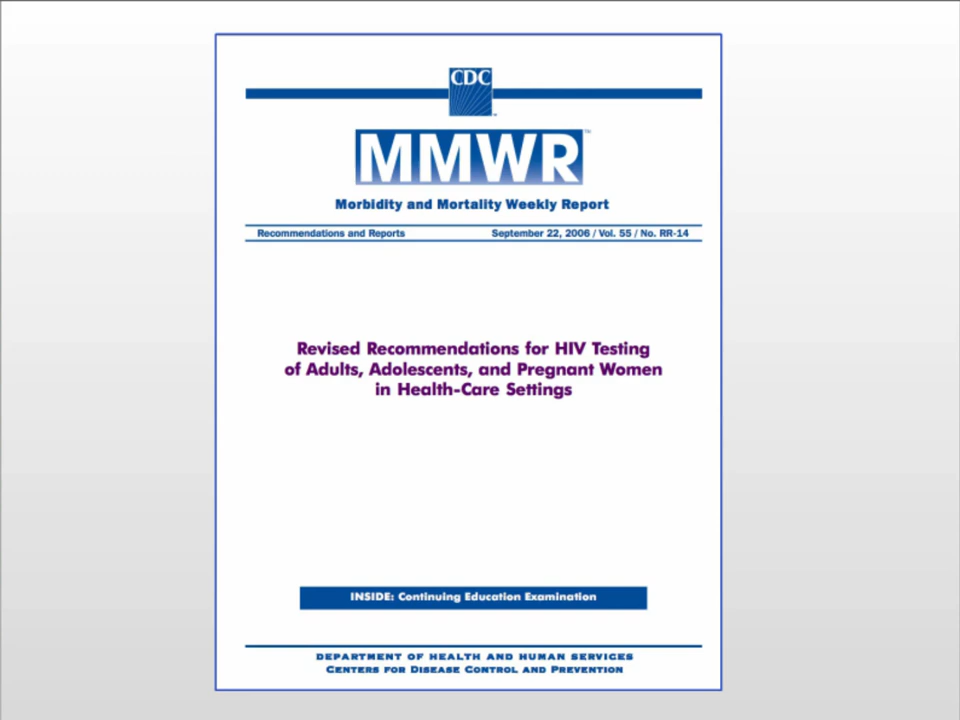 CDC
MMWR™
Morbidity and Mortality Weekly Report
Recommendations and Reports September 22, 2006 / Vol. 55 / No. RR-14
Revised Recommendations for HIV Testing
of Adults, Adolescents, and Pregnant Women
in Health-Care Settings
INSIDE: Continuing Education Examination
DEPARTMENT OF HEALTH AND HUMAN SERVICES
CENTERS FOR DISEASE CONTROL AND PREVENTION